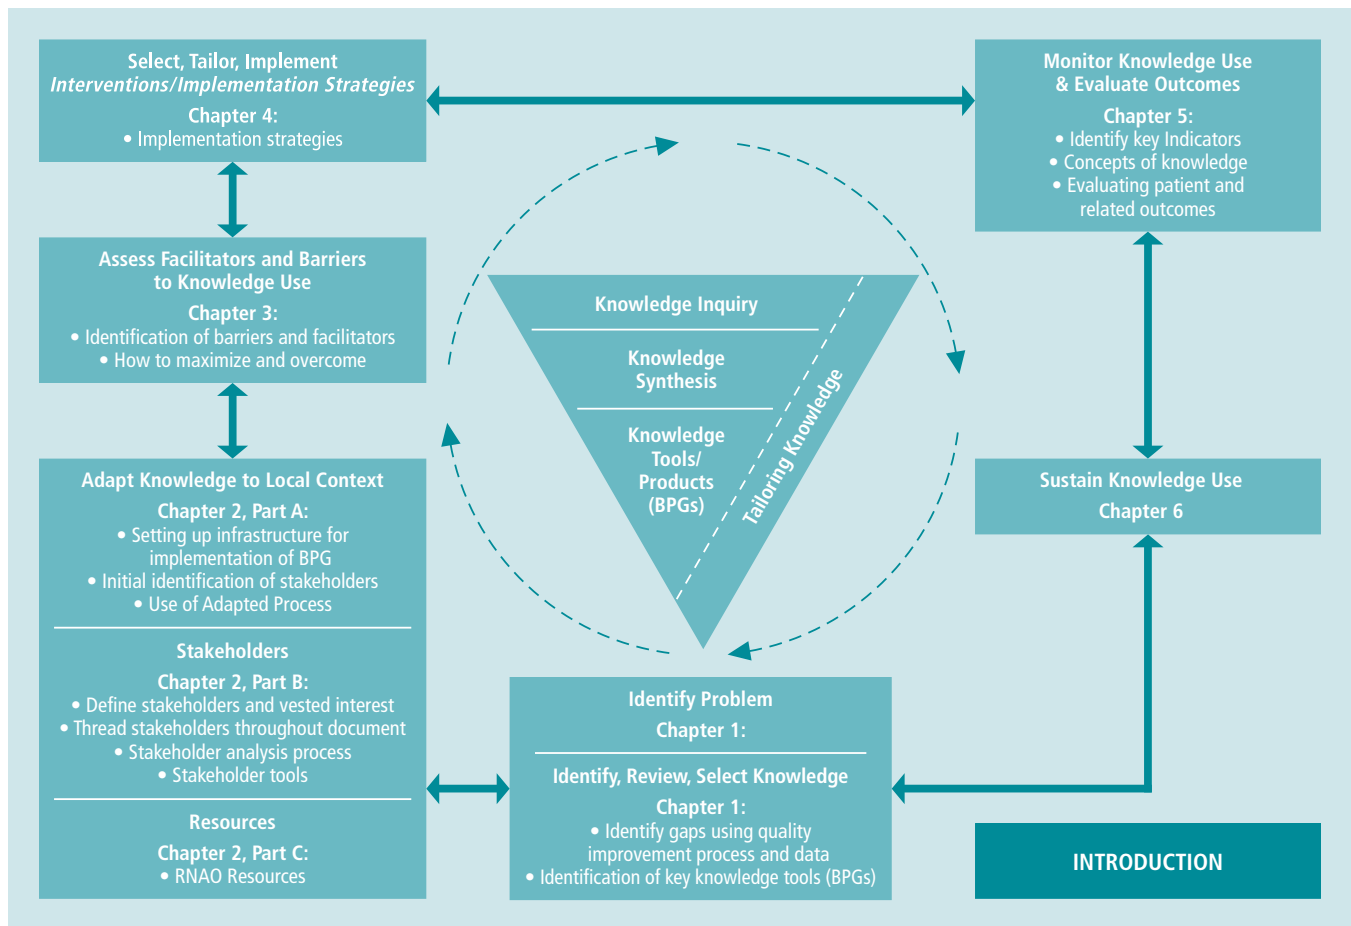 Select, Tailor, Implement
Interventions/Implementation Strategies
Chapter 4:
• Implementation strategies
Monitor Knowledge Use
& Evaluate Outcomes
Chapter 5:
• Identify key Indicators
• Concepts of knowledge
• Evaluating patient and
related outcomes
Assess Facilitators and Barriers
to Knowledge Use
Chapter 3:
• Identification of barriers and facilitators
• How to maximize and overcome
Knowledge Inquiry
Knowledge
Synthesis
Knowledge
Tools/
Products
(BPGs)
Tailoring Knowledge
Adapt Knowledge to Local Context
Chapter 2, Part A:
• Setting up infrastructure for
implementation of BPG
• Initial identification of stakeholders
• Use of Adapted Process
Stakeholders
Chapter 2, Part B:
• Define stakeholders and vested interest
• Thread stakeholders throughout document
• Stakeholder analysis process
• Stakeholder tools
Resources
Chapter 2, Part C:
• RNAO Resources
Sustain Knowledge Use
Chapter 6
Identify Problem
Chapter 1:
Identify, Review, Select Knowledge
Chapter 1:
• Identify gaps using quality
improvement process and data
• Identification of key knowledge tools (BPGs)
INTRODUCTION